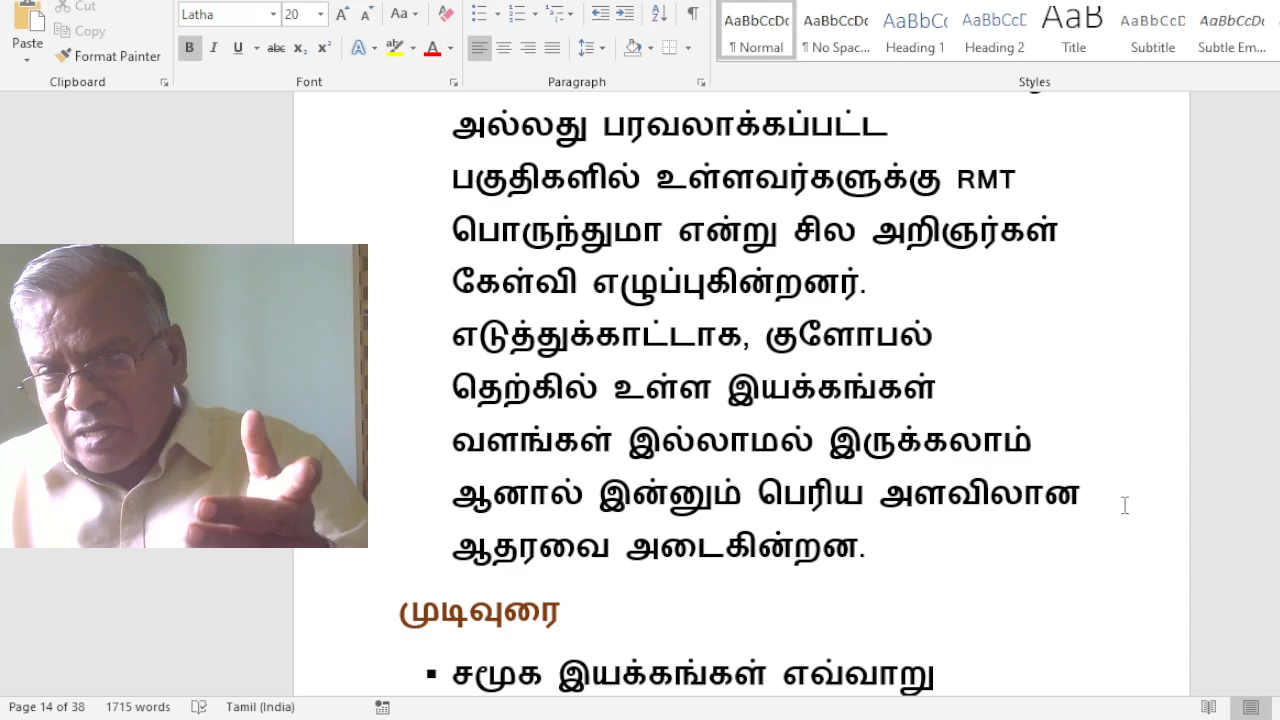 Cut
Latha 20 Aa
AaBbCcDc AaBbCcDc AaBbCc AaBbCcE AaB AaBbCcD AaBbCcDc
Paste Copy
Format Painter
B I U abc x₂ x² A A
¶ Normal ¶ No Spac... Heading 1 Heading 2 Title Subtitle Subtle Em...
Clipboard Font Paragraph Styles
அல்லது பரவலாக்கப்பட்ட
பகுதிகளில் உள்ளவர்களுக்கு RMT
பொருந்துமா என்று சில அறிஞர்கள்
கேள்வி எழுப்புகின்றனர்.
எடுத்துக்காட்டாக, குளோபல்
தெற்கில் உள்ள இயக்கங்கள்
வளங்கள் இல்லாமல் இருக்கலாம்
ஆனால் இன்னும் பெரிய அளவிலான
ஆதரவை அடைகின்றன.
முடிவுரை
▪ சமூக இயக்கங்கள் எவ்வாறு
Page 14 of 38 1715 words Tamil (India)